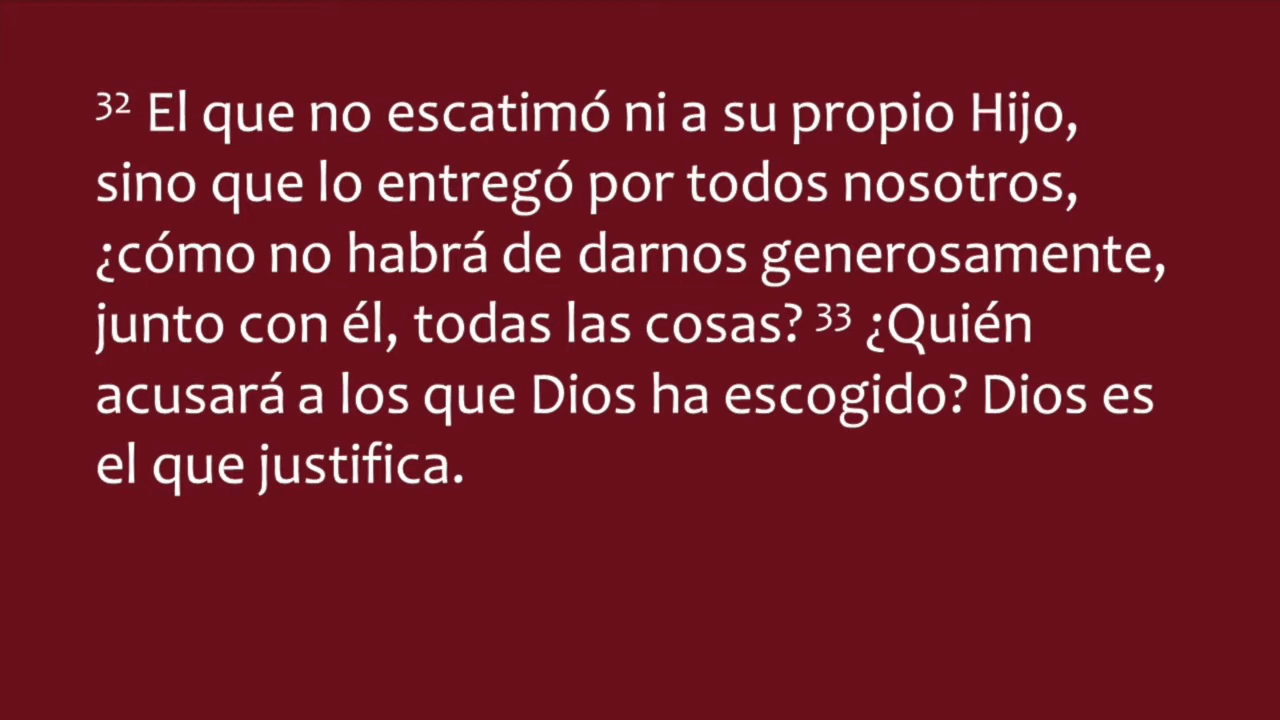 32 El que no escatimó ni a su propio Hijo,
sino que lo entregó por todos nosotros,
¿cómo no habrá de darnos generosamente,
junto con él, todas las cosas? 33 ¿Quién
acusará a los que Dios ha escogido? Dios es
el que justifica.